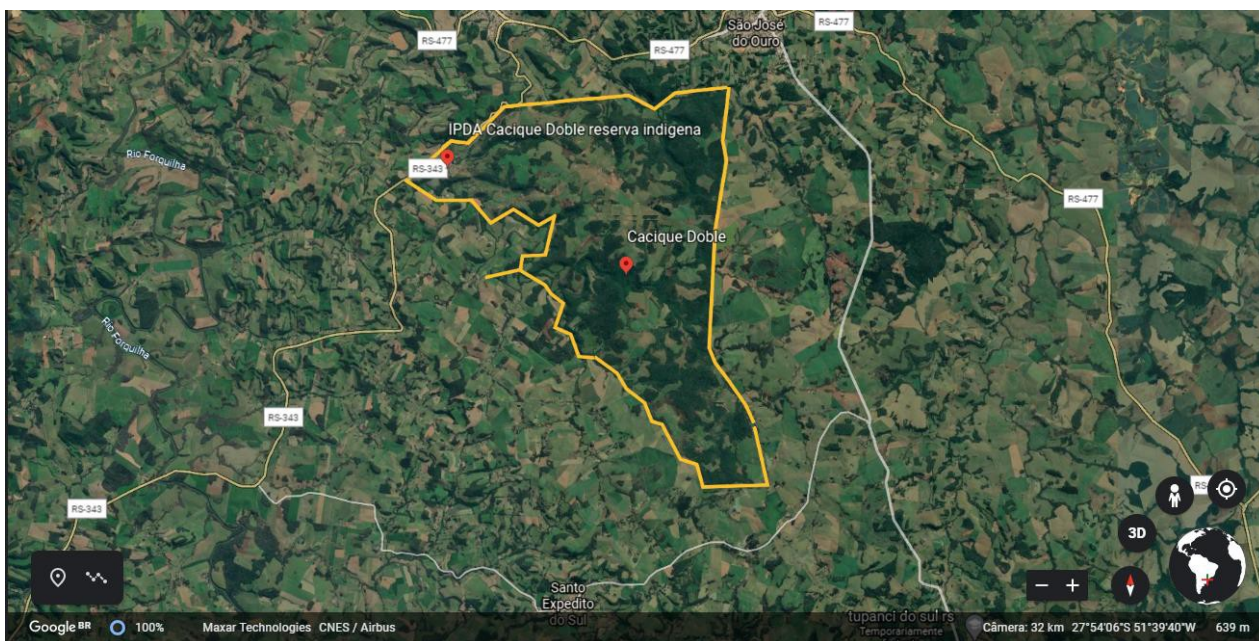 São José
do Ouro
RS-477
RS-477
RS-477
IPDA Cacique Doble reserva indigena
Rio Forquilha
RS-343
RS-477
Cacique Doble
Rio Forquilha
RS-343
RS-343
3D
Santo
Expedito
do Sul
tupanci do sul rs
Temporariamente
Google BR
100%
Maxar Technologies CNES / Airbus
Câmera: 32 km 27°54'06"S 51°39'40"W 639 m